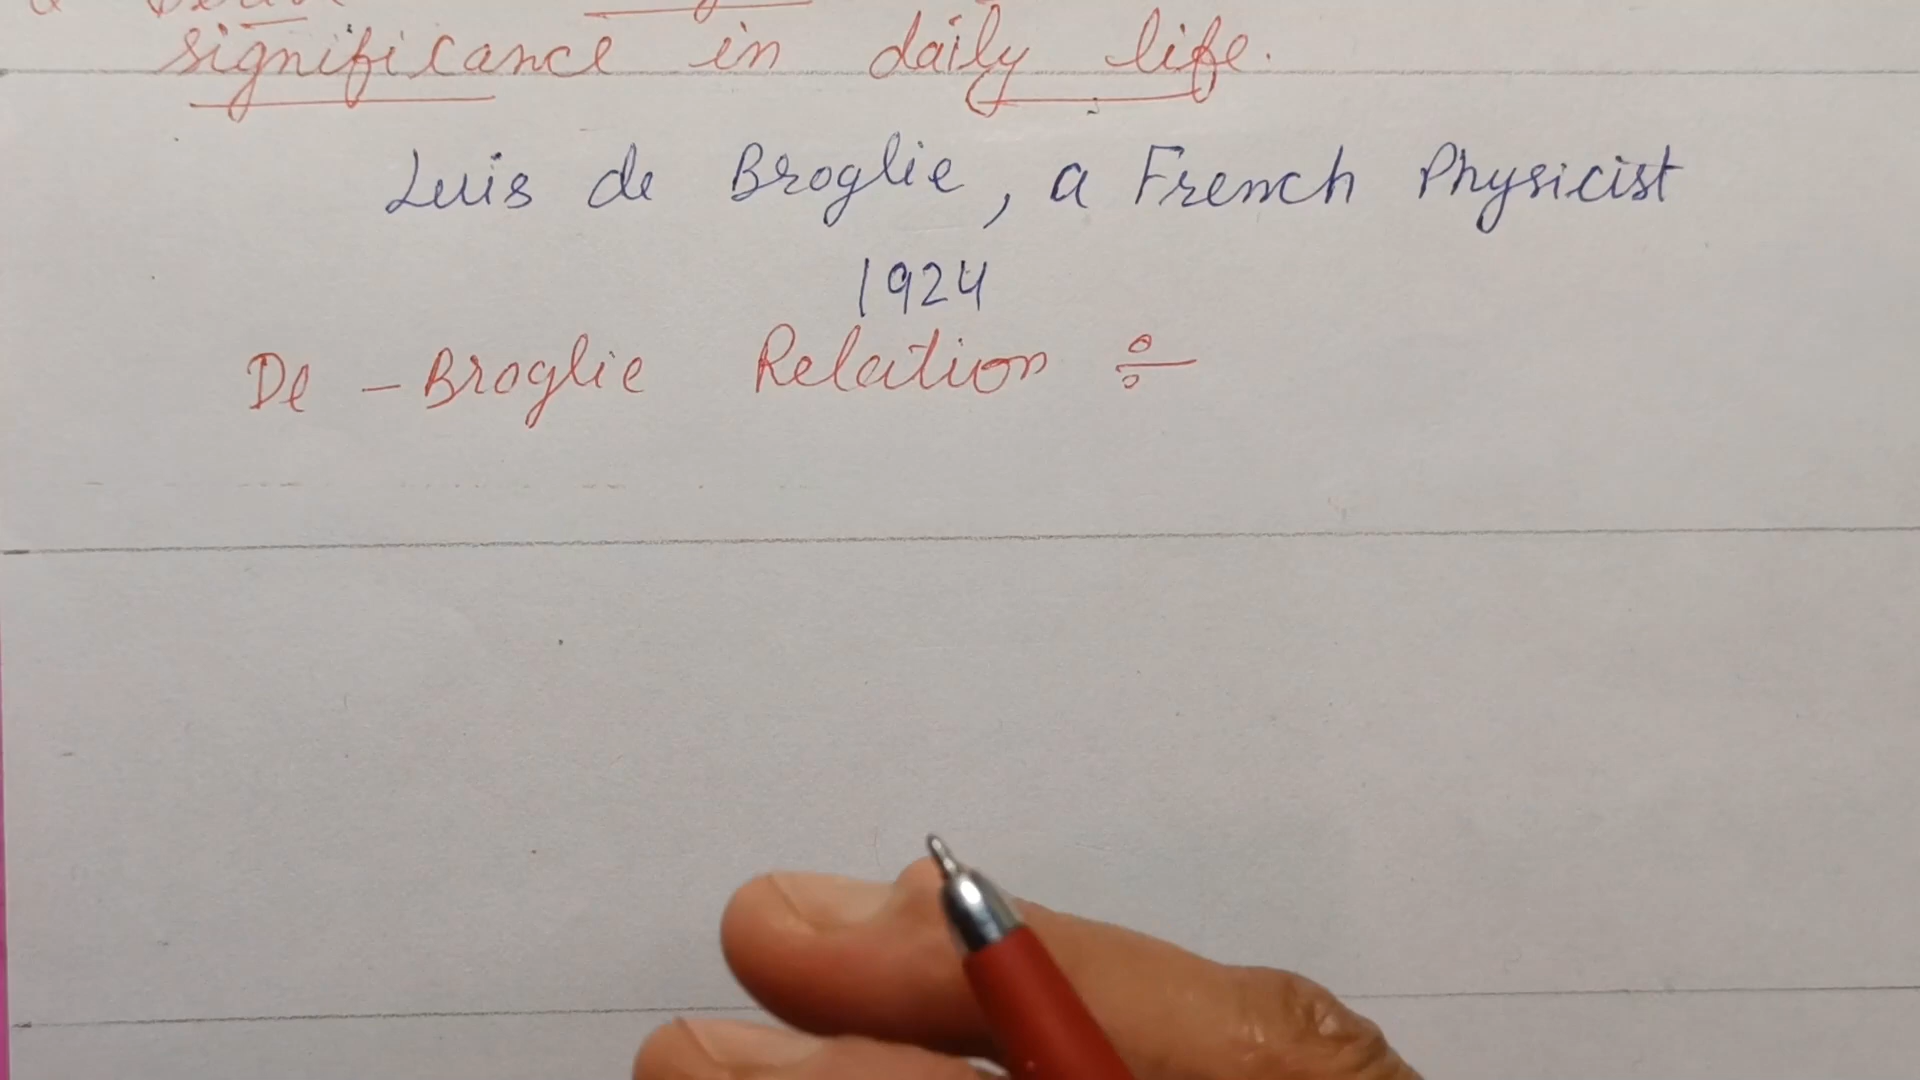 significance in daily life.
Luis de Broglie, a French Physicist
1924
De - Broglie Relation ÷